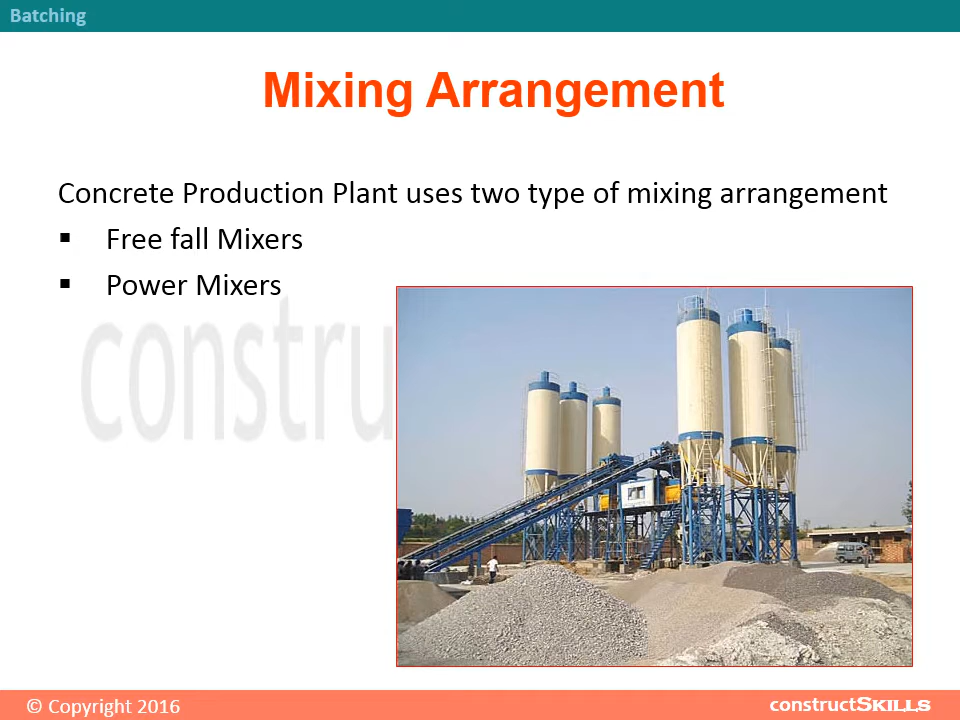 Batching
Mixing Arrangement
Concrete Production Plant uses two type of mixing arrangement
▪ Free fall Mixers
▪ Power Mixers
constru
© Copyright 2016
constructSKILLS